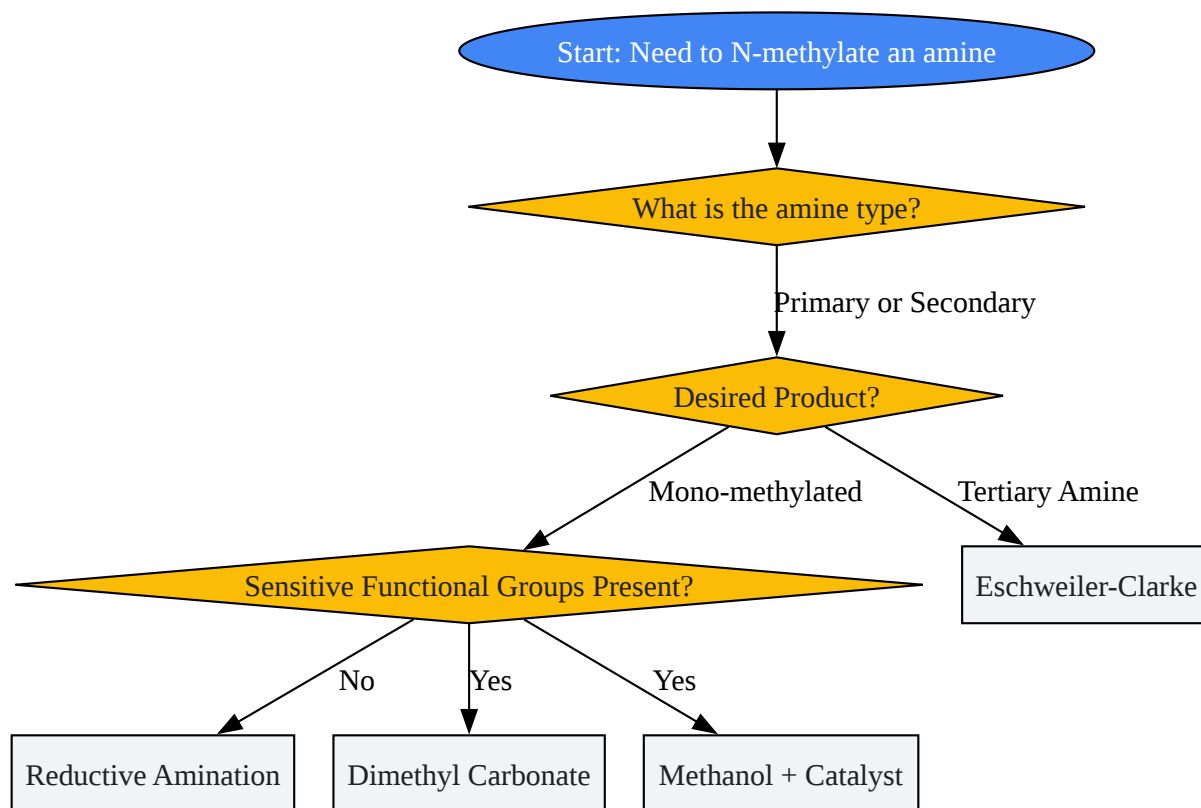 Start: Need to N-methylate an amine
What is the amine type?
Primary or Secondary
Desired Product?
Mono-methylated
Tertiary Amine
Sensitive Functional Groups Present?
Eschweiler-Clarke
No
Yes
Yes
Reductive Amination
Dimethyl Carbonate
Methanol + Catalyst